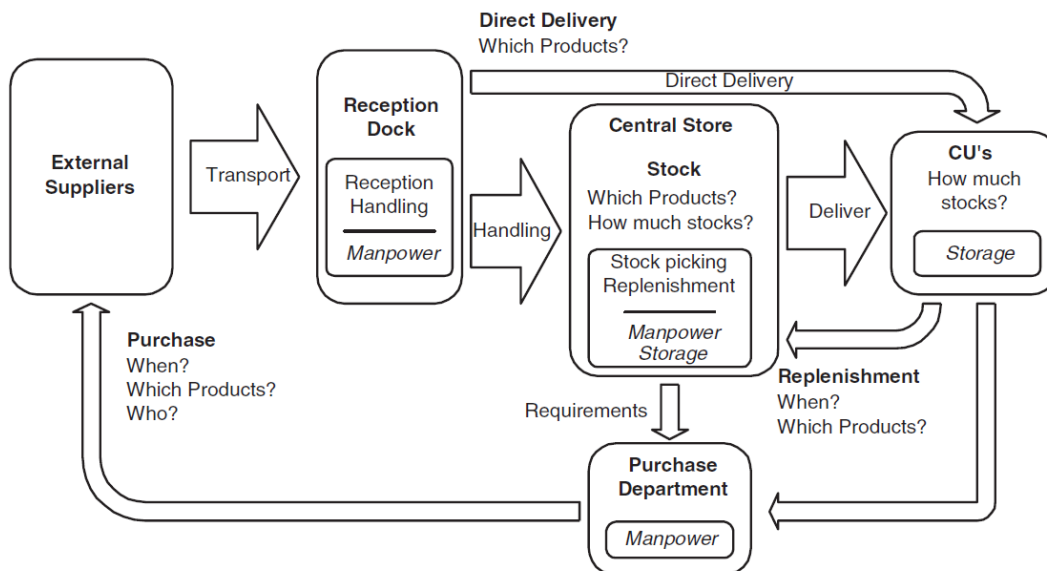 Direct Delivery
Which Products?
Direct Delivery
External
Suppliers
Transport
Reception
Dock
Reception
Handling
Manpower
Handling
Central Store
Stock
Which Products?
How much stocks?
Stock picking
Replenishment
Manpower
Storage
Deliver
CU's
How much
stocks?
Storage
Purchase
When?
Which Products?
Who?
Requirements
Replenishment
When?
Which Products?
Purchase
Department
Manpower